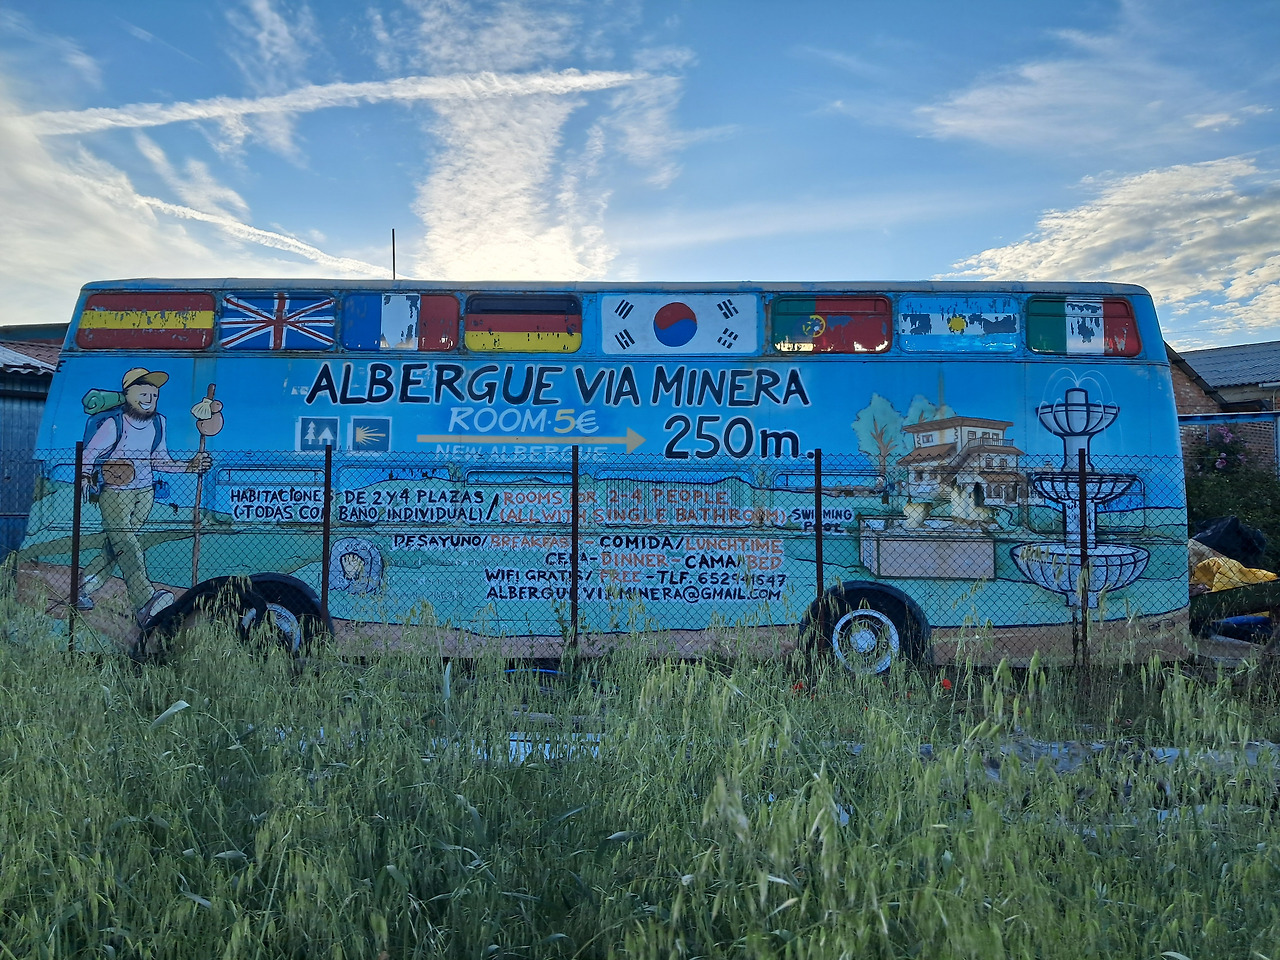 ALBERGUE VIA MINERA
ROOM·5€
250m.
NEW ALBERGUE
HABITACIONES DE 2 Y 4 PLAZAS / ROOMS FOR 2-4 PEOPLE
(·TODAS CON BAÑO INDIVIDUAL) / (ALL WITH SINGLE BATHROOM)
SWIMMING
POOL
DESAYUNO/BREAKFAST - COMIDA/LUNCHTIME
CENA-DINNER-CAMA/BED
WIFI GRATIS/ FREE - TLF:
ALBERGUEVIAMINERA@GMAIL.COM